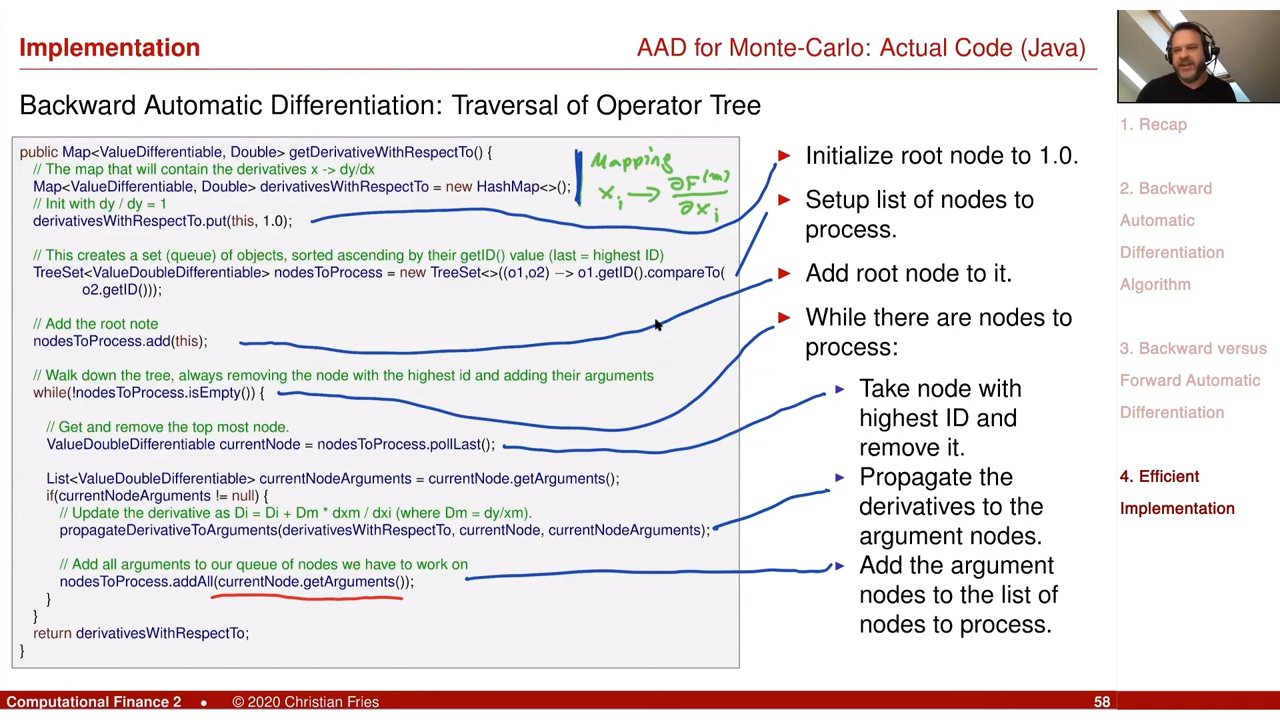 Implementation
AAD for Monte-Carlo: Actual Code (Java)
Backward Automatic Differentiation: Traversal of Operator Tree
public Map<ValueDifferentiable, Double> getDerivativeWithRespectTo() {
// The map that will contain the derivatives x -> dy/dx
Map<ValueDifferentiable, Double> derivativesWithRespectTo = new HashMap<>();
// Init with dy / dy = 1
derivativesWithRespectTo.put(this, 1.0);
// This creates a set (queue) of objects, sorted ascending by their getID() value (last = highest ID)
TreeSet<ValueDoubleDifferentiable> nodesToProcess = new TreeSet<>((o1,o2) −> o1.getID().compareTo(
o2.getID()));
// Add the root note
nodesToProcess.add(this);
// Walk down the tree, always removing the node with the highest id and adding their arguments
while(!nodesToProcess.isEmpty()) {
// Get and remove the top most node.
ValueDoubleDifferentiable currentNode = nodesToProcess.pollLast();
List<ValueDoubleDifferentiable> currentNodeArguments = currentNode.getArguments();
if(currentNodeArguments != null) {
// Update the derivative as Di = Di + Dm * dxm / dxi (where Dm = dy/xm).
propagateDerivativeToArguments(derivativesWithRespectTo, currentNode, currentNodeArguments);
// Add all arguments to our queue of nodes we have to work on
nodesToProcess.addAll(currentNode.getArguments());
}
}
return derivativesWithRespectTo;
}
Mapping
x_i → ∂F^(m)
∂x_i
▶ Initialize root node to 1.0.
▶ Setup list of nodes to
process.
▶ Add root node to it.
▶ While there are nodes to
process:
▶ Take node with
highest ID and
remove it.
▶ Propagate the
derivatives to the
argument nodes.
▶ Add the argument
nodes to the list of
nodes to process.
1. Recap
2. Backward
Automatic
Differentiation
Algorithm
3. Backward versus
Forward Automatic
Differentiation
4. Efficient
Implementation
Computational Finance 2 • © 2020 Christian Fries
58